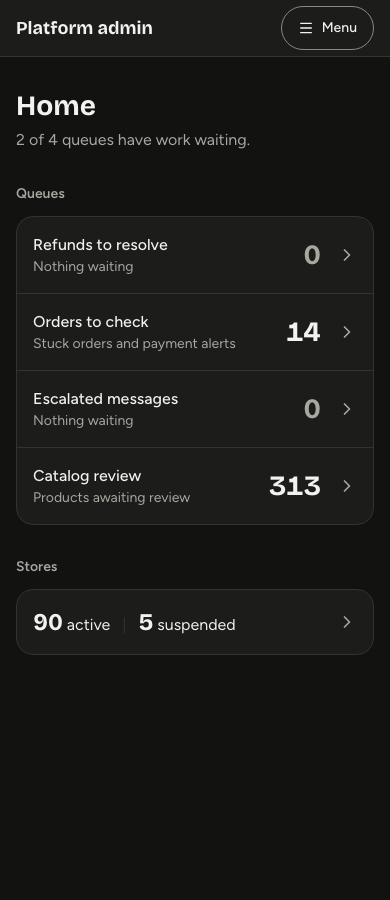 Platform admin
Menu
Home
2 of 4 queues have work waiting.
Queues
Refunds to resolve
Nothing waiting
0
Orders to check
Stuck orders and payment alerts
14
Escalated messages
Nothing waiting
0
Catalog review
Products awaiting review
313
Stores
90 active
5 suspended